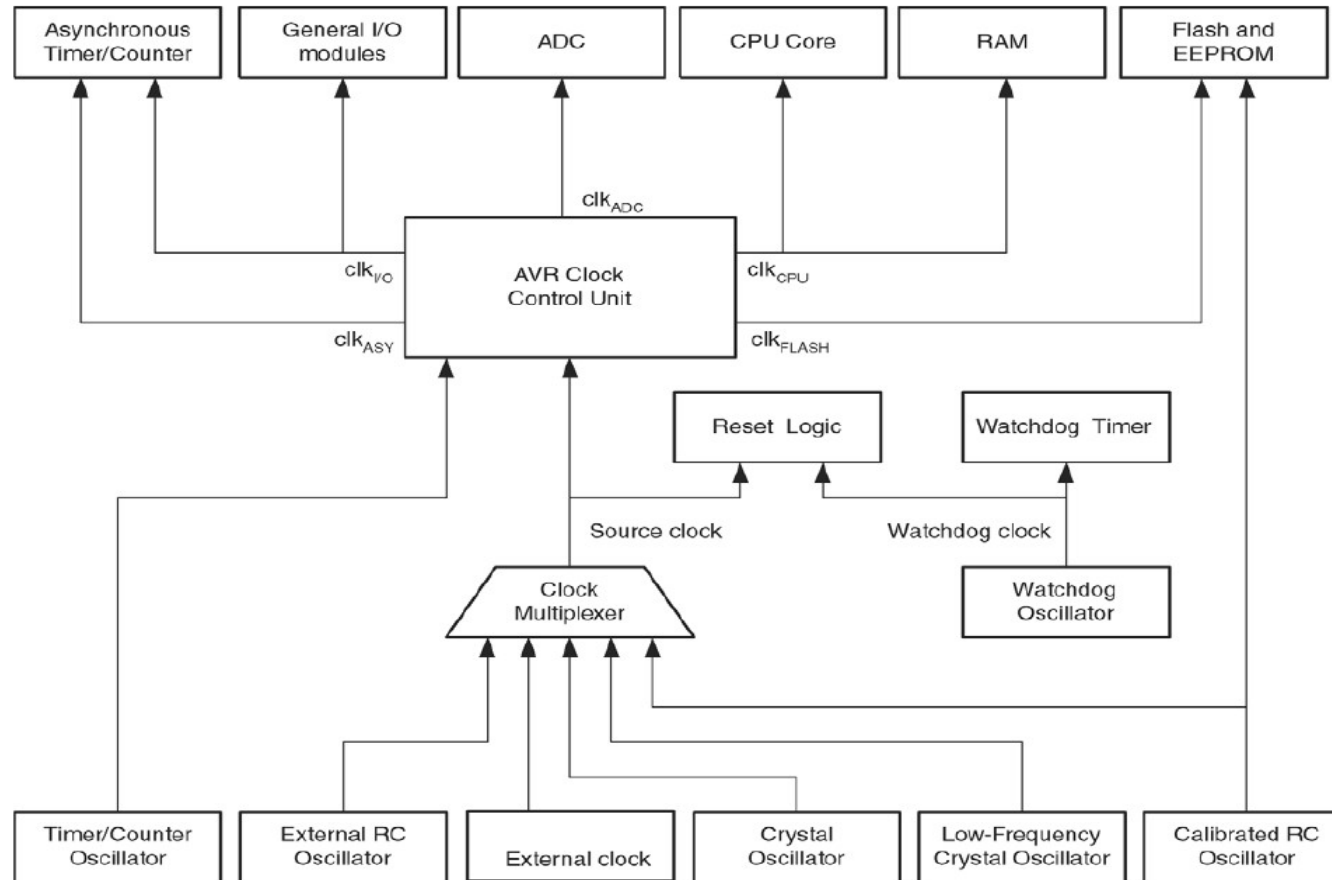 Asynchronous
Timer/Counter
General I/O
modules
ADC
CPU Core
RAM
Flash and
EEPROM
clkADC
clkI/O
AVR Clock
Control Unit
clkCPU
clkASY
clkFLASH
Reset Logic
Watchdog Timer
Source clock
Watchdog clock
Clock
Multiplexer
Watchdog
Oscillator
Timer/Counter
Oscillator
External RC
Oscillator
External clock
Crystal
Oscillator
Low-Frequency
Crystal Oscillator
Calibrated RC
Oscillator